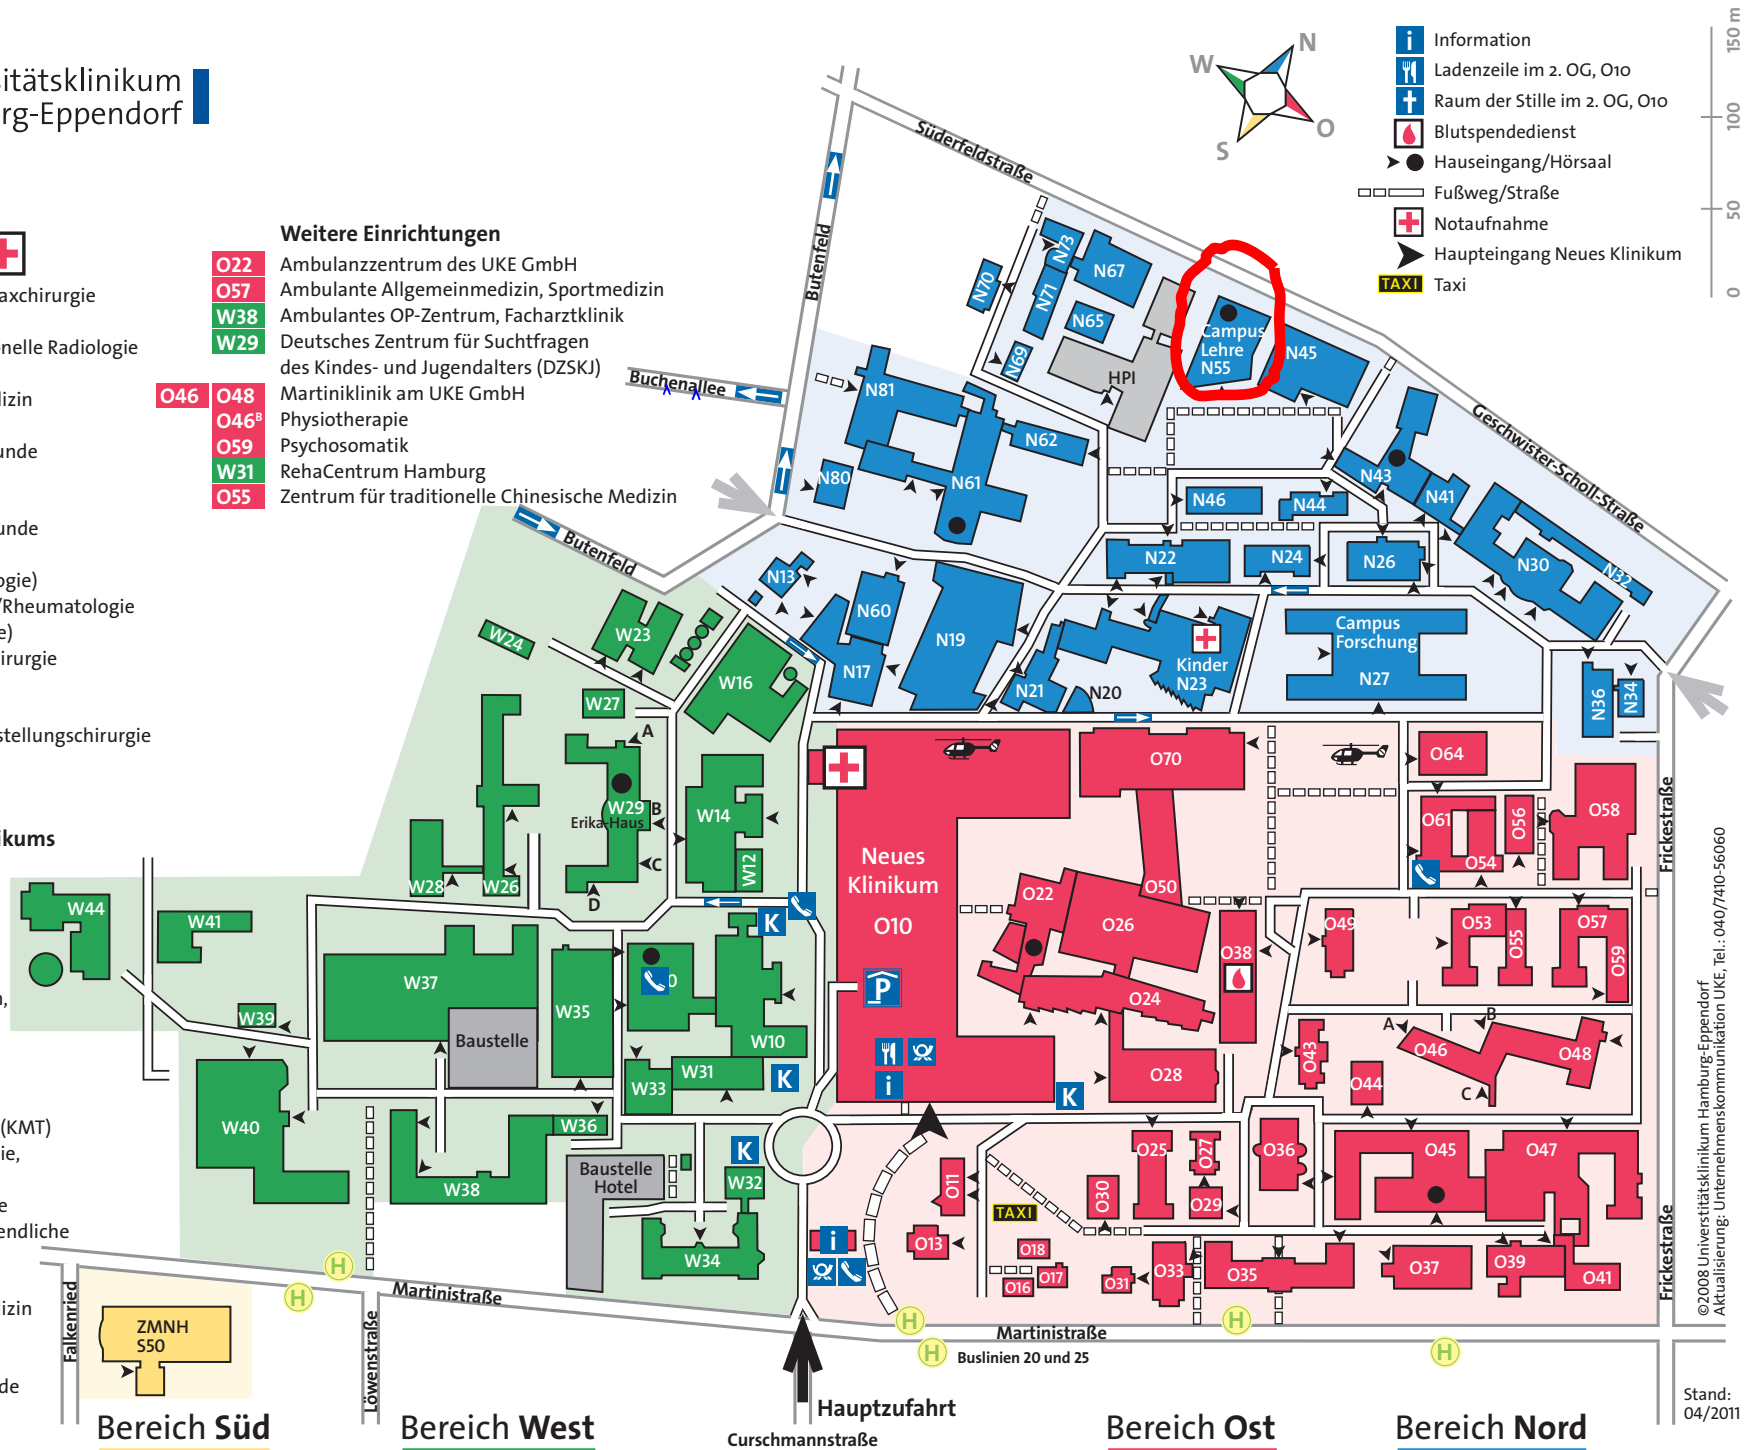 sitätsklinikum
rg-Eppendorf
axchirurgie
onelle Radiologie
dizin
unde
unde
ogie)
/Rheumatologie
e)
irurgie
stellungschirurgie
ikums
n,
(KMT)
ie,
e
endliche
dizin
de
Weitere Einrichtungen
O22 Ambulanzzentrum des UKE GmbH
O57 Ambulante Allgemeinmedizin, Sportmedizin
W38 Ambulantes OP-Zentrum, Facharztklinik
W29 Deutsches Zentrum für Suchtfragen
des Kindes- und Jugendalters (DZSKJ)
O46 O48 Martiniklinik am UKE GmbH
O46B Physiotherapie
O59 Psychosomatik
W31 RehaCentrum Hamburg
O55 Zentrum für traditionelle Chinesische Medizin
N
W
O
S
i Information
Ladenzeile im 2. OG, O10
Raum der Stille im 2. OG, O10
Blutspendedienst
Hauseingang/Hörsaal
Fußweg/Straße
Notaufnahme
Haupteingang Neues Klinikum
TAXI Taxi
150 m
100
50
0
Süderfeldstraße
Butenfeld
Buchenallee
Butenfeld
Geschwister-Scholl-Straße
N73
N67
N70
N71
N65
N69
HPI
Campus
Lehre
N55
N45
N81
N62
N80
N61
N43
N41
N46
N44
N22
N24
N26
N30
N32
N13
N60
N19
N17
N21
N20
Kinder
N23
Campus
Forschung
N27
N36
N34
W24
W23
W16
W27
A
W29
Erika-Haus
B
C
D
W14
W12
W28
W26
W44
W41
W37
W39
Baustelle
W35
0
W10
W33
W31
W40
W36
W38
Baustelle
Hotel
W32
W34
K
K
K
K
Neues
Klinikum
O10
P
i
O70
O64
O61
O54
O56
O58
O22
O50
O26
O38
O24
O28
O49
O53
O55
O57
O59
O43
O44
A
B
C
O46
O48
O25
O27
O29
O30
O36
O45
O47
O11
O13
TAXI
O18
O17
O16
O31
O33
O35
O37
O39
O41
i
H
H
H
H
H
H
Frickestraße
Frickestraße
Martinistraße
Martinistraße
Buslinien 20 und 25
Falkenried
Löwenstraße
ZMNH
S50
Hauptzufahrt
Curschmannstraße
Bereich Süd
Bereich West
Bereich Ost
Bereich Nord
©2008 Universtitätsklinikum Hamburg-Eppendorf
Aktualisierung: Unternehmenskommunikation UKE, Tel.: 040/7410-56060
Stand:
04/2011